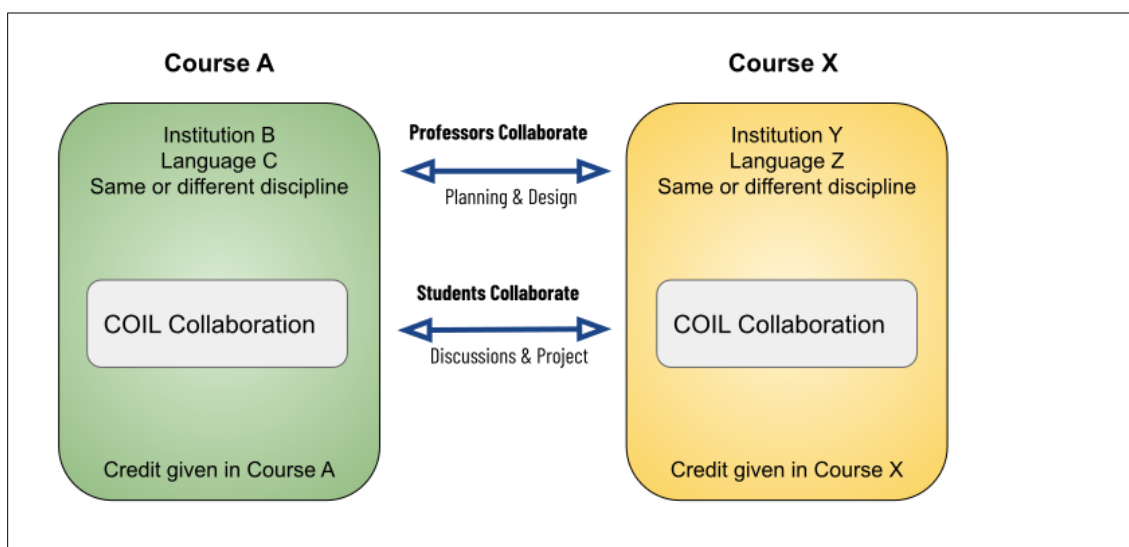 Course A
Institution B
Language C
Same or different discipline
COIL Collaboration
Credit given in Course A
Professors Collaborate
Planning & Design
Students Collaborate
Discussions & Project
Course X
Institution Y
Language Z
Same or different discipline
COIL Collaboration
Credit given in Course X